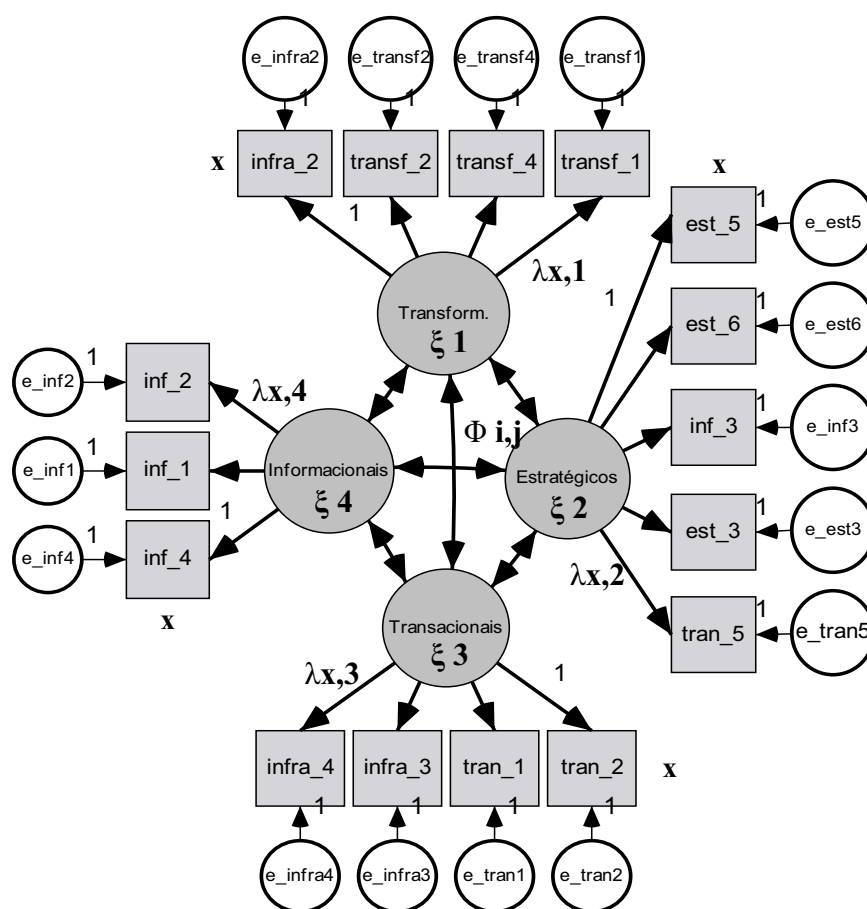 e_infra2 e_transf2 e_transf4 e_transf1
1 1 1 1
x infra_2 transf_2 transf_4 transf_1
x
1
est_5 1 e_est5
λx,1
1
Transform.
ξ 1
est_6 1 e_est6
e_inf2 1 inf_2
λx,4
inf_3 1 e_inf3
Φ i,j
e_inf1 1 inf_1
Informacionais
ξ 4
Estratégicos
ξ 2
1
e_inf4 1 inf_4
est_3 1 e_est3
λx,2
x
Transacionais
ξ 3
tran_5 1 e_tran5
λx,3
1
infra_4 infra_3 tran_1 tran_2 x
1 1 1 1
e_infra4 e_infra3 e_tran1 e_tran2